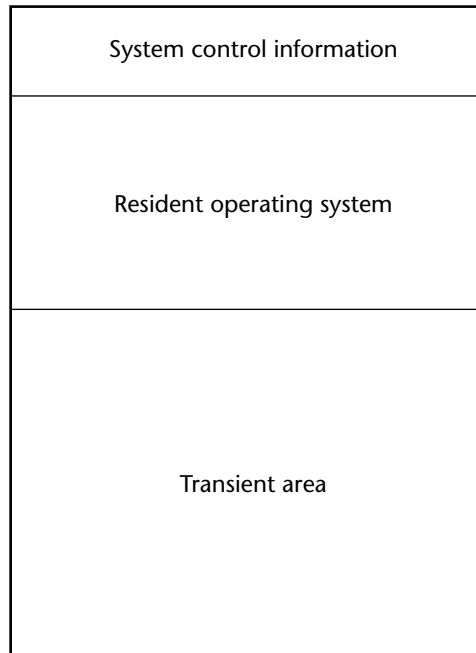 System control information
Resident operating system
Transient area